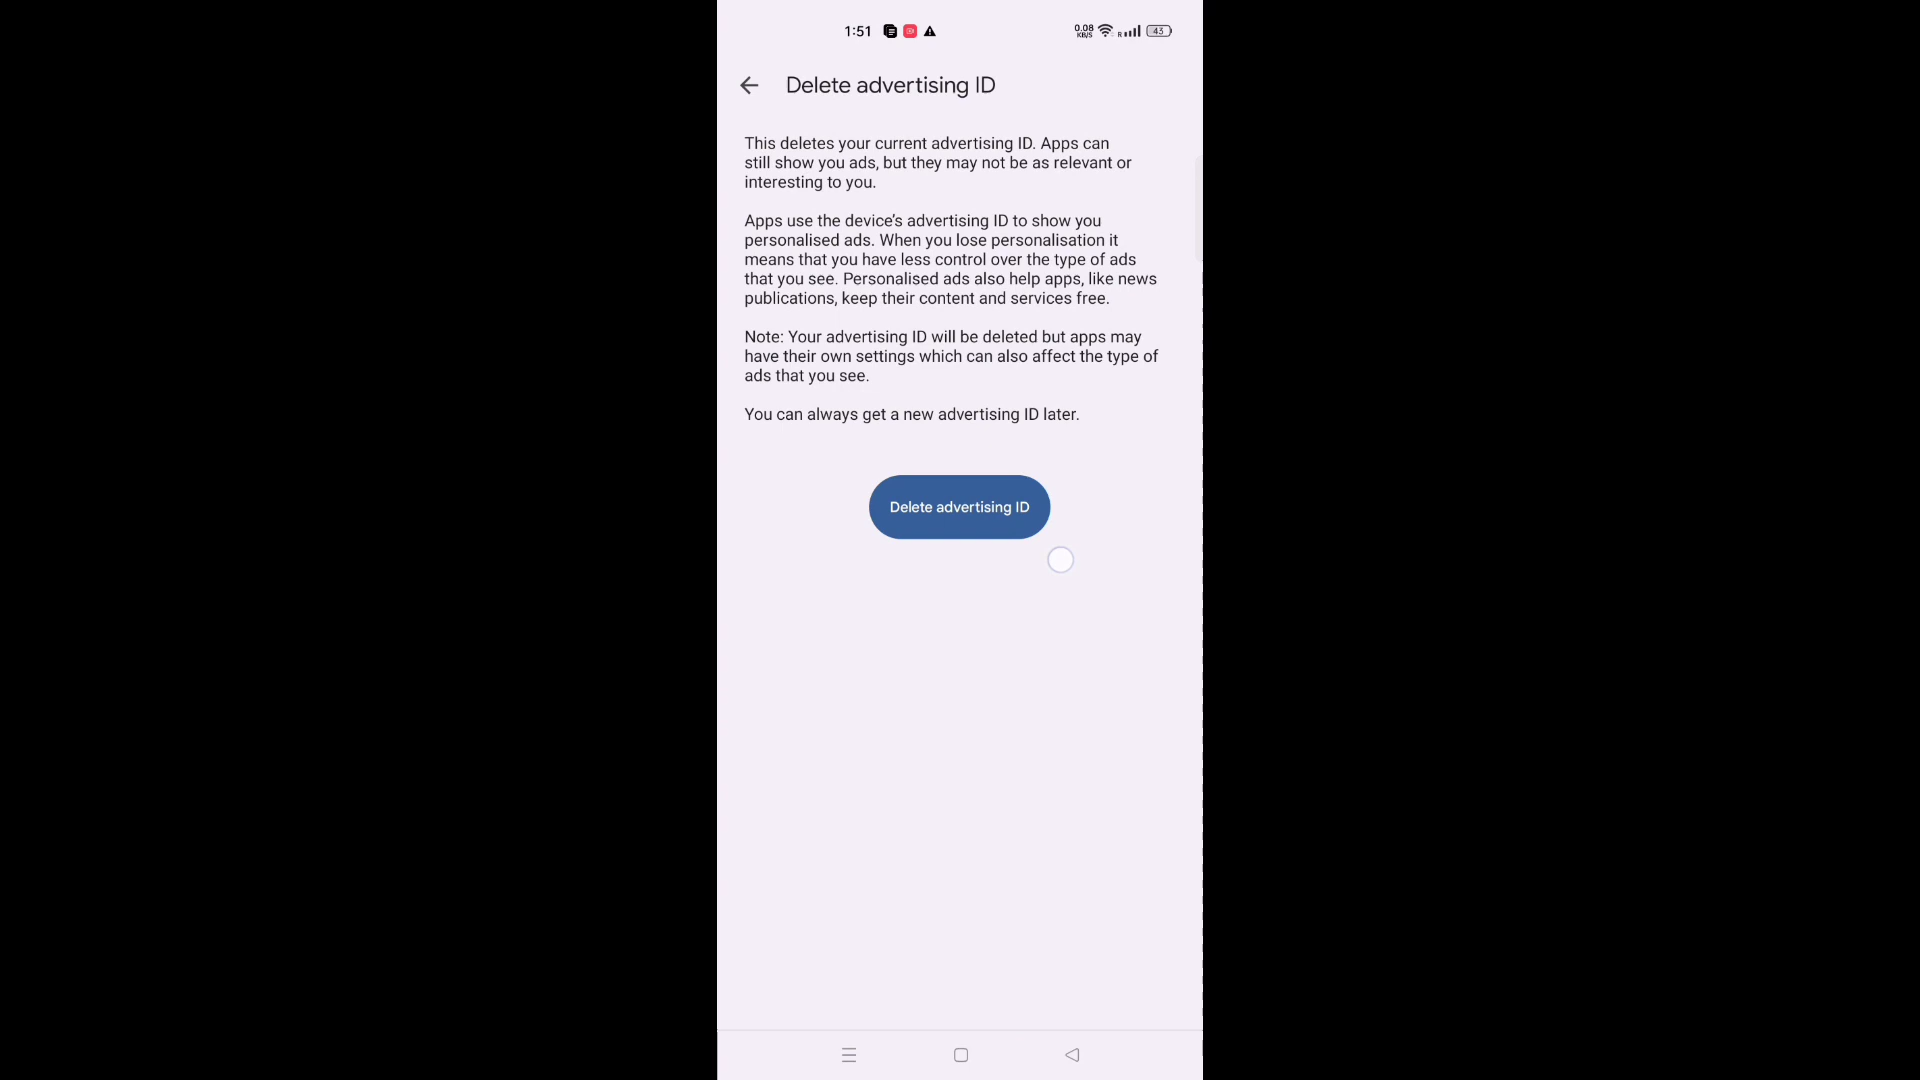 1:51
0.08
KB/S
R
43
Delete advertising ID
This deletes your current advertising ID. Apps can
still show you ads, but they may not be as relevant or
interesting to you.
Apps use the device’s advertising ID to show you
personalised ads. When you lose personalisation it
means that you have less control over the type of ads
that you see. Personalised ads also help apps, like news
publications, keep their content and services free.
Note: Your advertising ID will be deleted but apps may
have their own settings which can also affect the type of
ads that you see.
You can always get a new advertising ID later.
Delete advertising ID